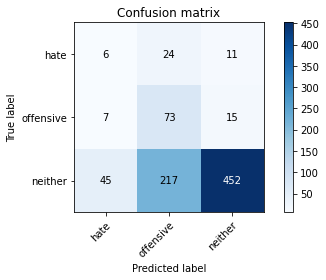 Confusion matrix
hate 6 24 11
offensive 7 73 15
neither 45 217 452
hate offensive neither
True label
Predicted label
450
400
350
300
250
200
150
100
50